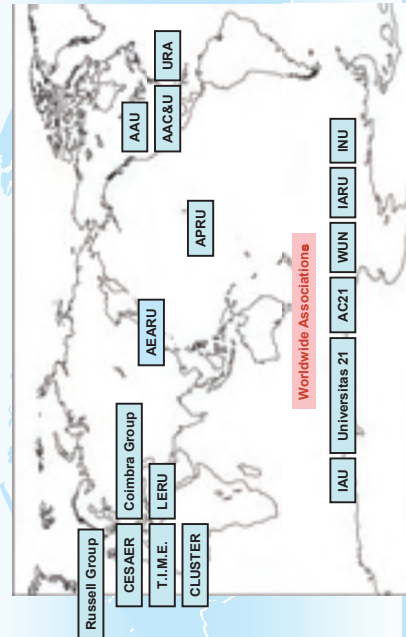 Russell Group
CESAER
Coimbra Group
T.I.M.E.
LERU
CLUSTER
AEARU
APRU
AAU
AAC&U
URA
Worldwide Associations
IAU
Universitas 21
AC21
WUN
IARU
INU